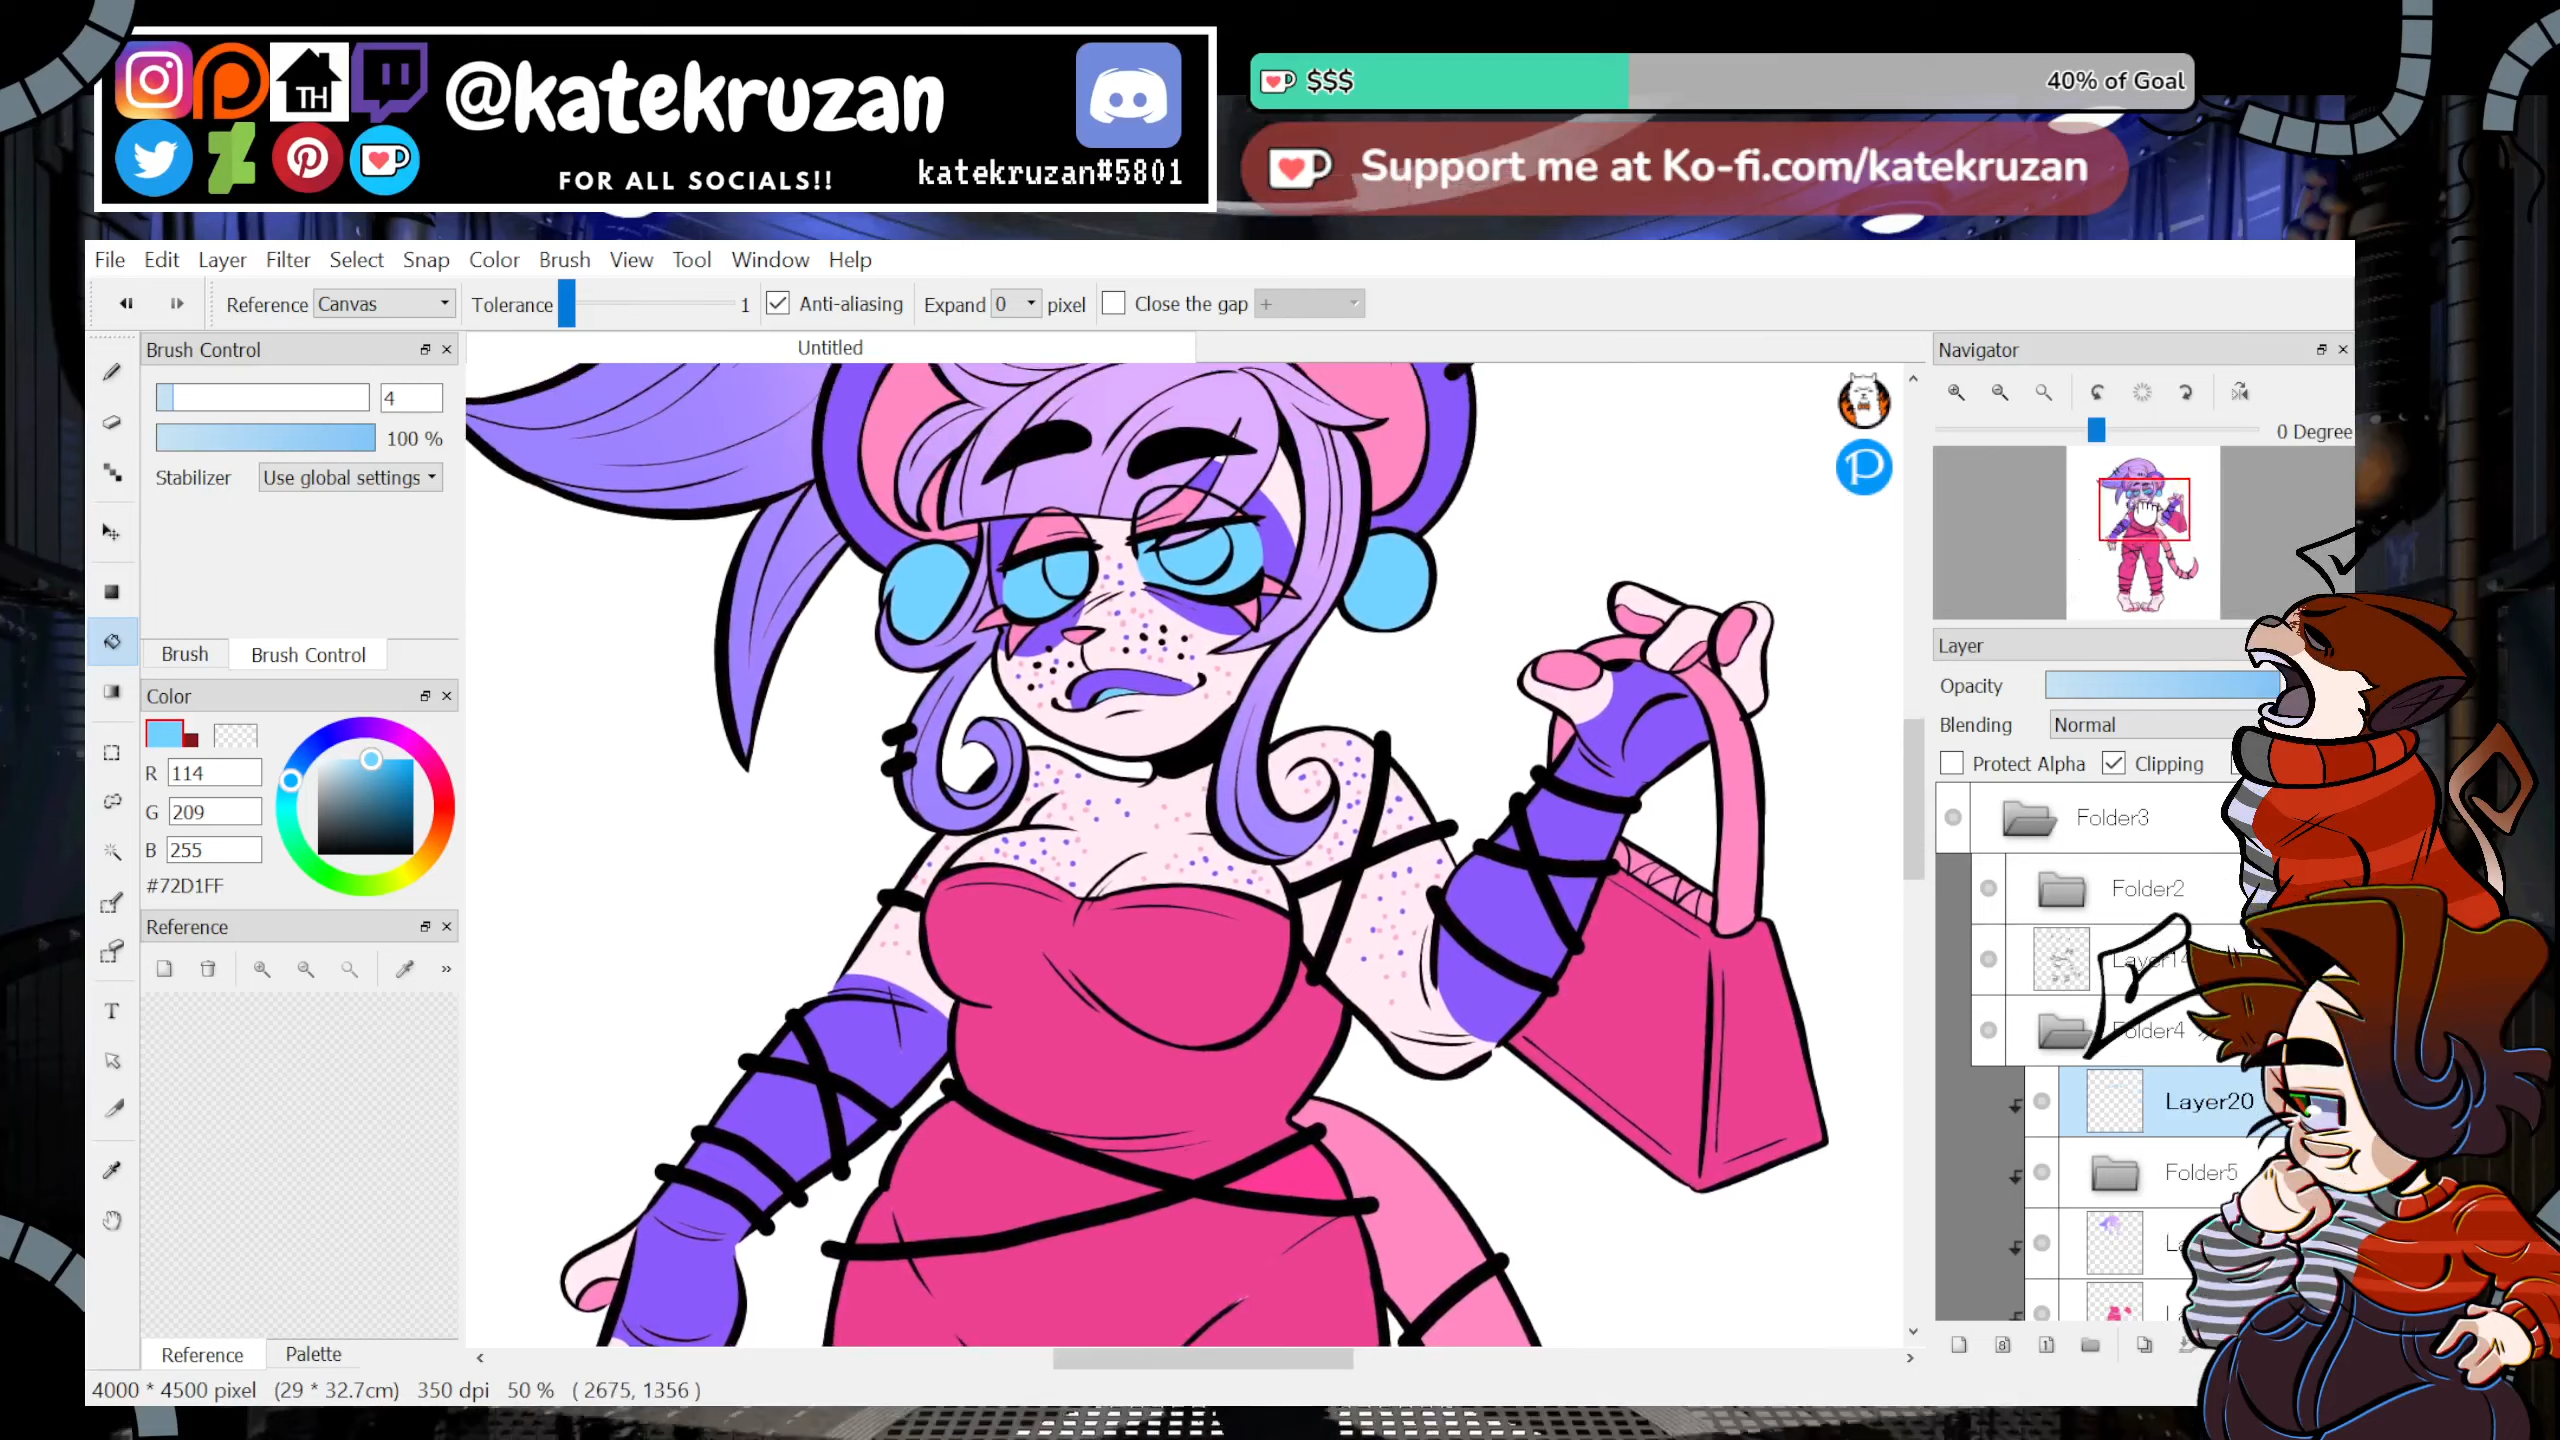 TH
@katekruzan
FOR ALL SOCIALS!!
katekruzan#5801
$$$
40% of Goal
Support me at Ko-fi.com/katekruzan
File Edit Layer Filter Select Snap Color Brush View Tool Window Help
Reference Canvas Tolerance 1 Anti-aliasing Expand 0 pixel Close the gap +
Brush Control
4
100 %
Stabilizer Use global settings
Brush Brush Control
Color
R 114
G 209
B 255
#72D1FF
Reference
T
Reference Palette
Untitled
P
Navigator
0 Degree
Layer
Opacity
Blending Normal
Protect Alpha Clipping
Folder3
Folder2
Layer14
Folder4
Layer20
Folder5
4000 * 4500 pixel (29 * 32.7cm) 350 dpi 50 % ( 2675, 1356 )